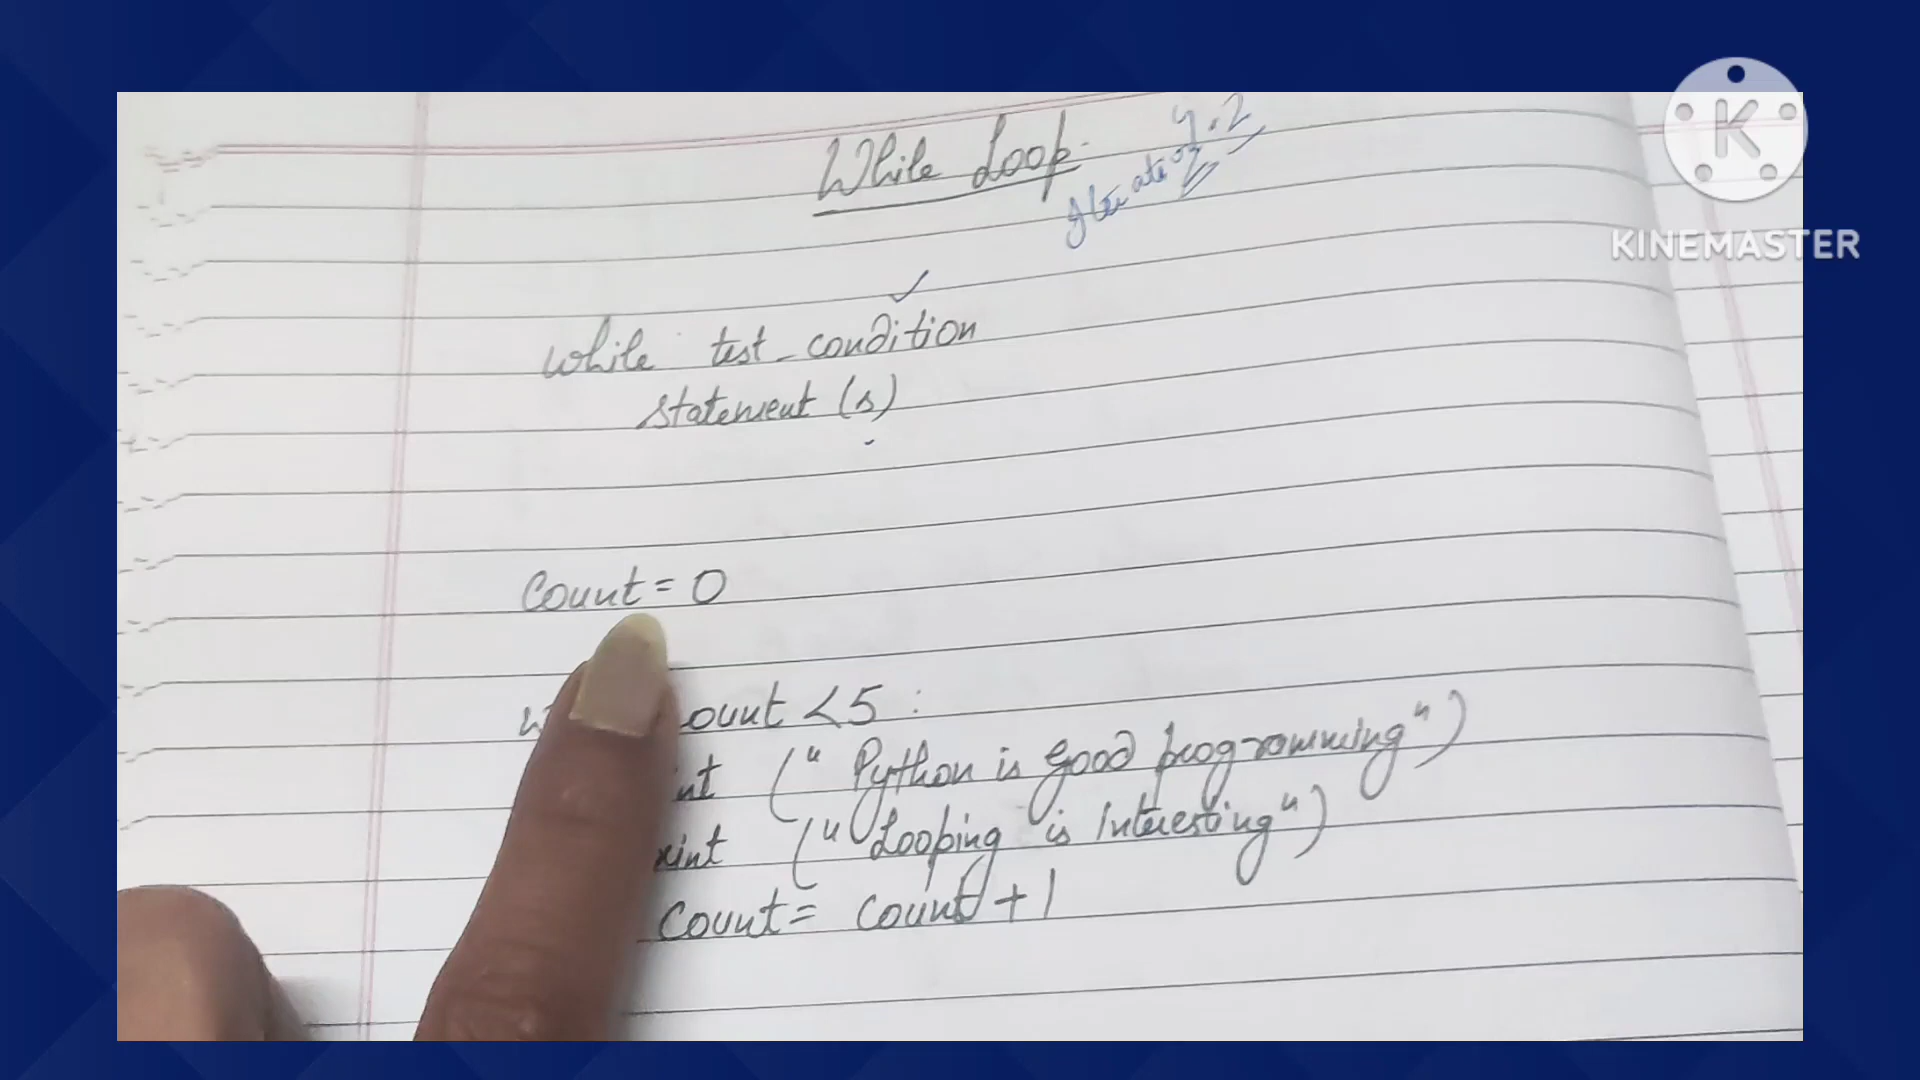 While Loop.
while test_condition
statement (s)
Count = 0
ount < 5 :
int (" Python is good programming")
rint (" Looping is Interesting")
Count = count + 1
KINEMASTER